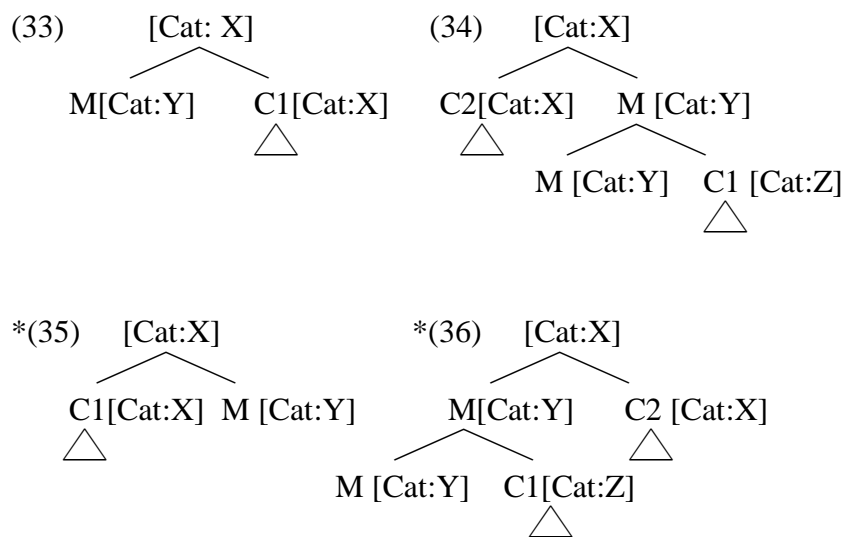 (33) [Cat: X] (34) [Cat:X]
M[Cat:Y] C1[Cat:X] C2[Cat:X] M [Cat:Y]
M [Cat:Y] C1 [Cat:Z]
*(35) [Cat:X] *(36) [Cat:X]
C1[Cat:X] M [Cat:Y] M[Cat:Y] C2 [Cat:X]
M [Cat:Y] C1[Cat:Z]